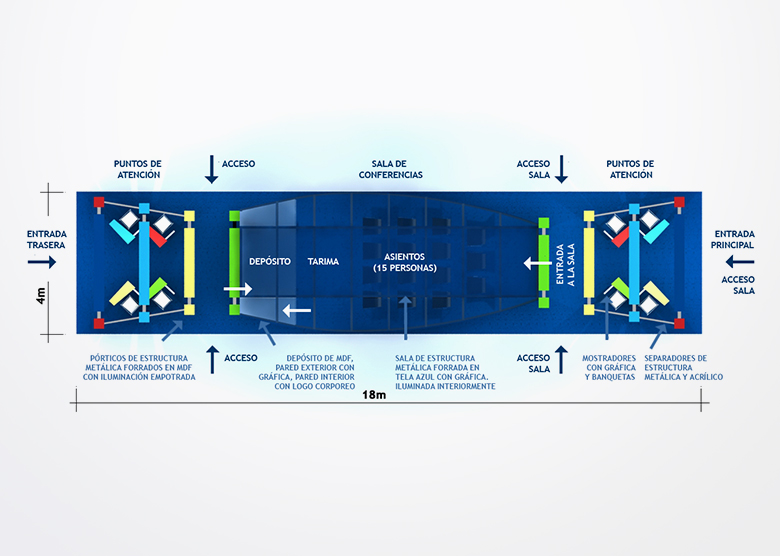 PUNTOS DE
ATENCIÓN
ACCESO
SALA DE
CONFERENCIAS
ACCESO
SALA
PUNTOS DE
ATENCIÓN
ENTRADA
TRASERA
ENTRADA
PRINCIPAL
ACCESO
SALA
4m
DEPÓSITO
TARIMA
ASIENTOS
(15 PERSONAS)
ENTRADA
A LA SALA
ACCESO
ACCESO
SALA
PÓRTICOS DE ESTRUCTURA
METÁLICA FORRADOS EN MDF
CON ILUMINACIÓN EMPOTRADA
DEPÓSITO DE MDF,
PARED EXTERIOR CON
GRÁFICA, PARED INTERIOR
CON LOGO CORPOREO
SALA DE ESTRUCTURA
METÁLICA FORRADA EN
TELA AZUL CON GRÁFICA.
ILUMINADA INTERIORMENTE
MOSTRADORES
CON GRÁFICA
Y BANQUETAS
SEPARADORES DE
ESTRUCTURA
METÁLICA Y ACRÍLICO
18m